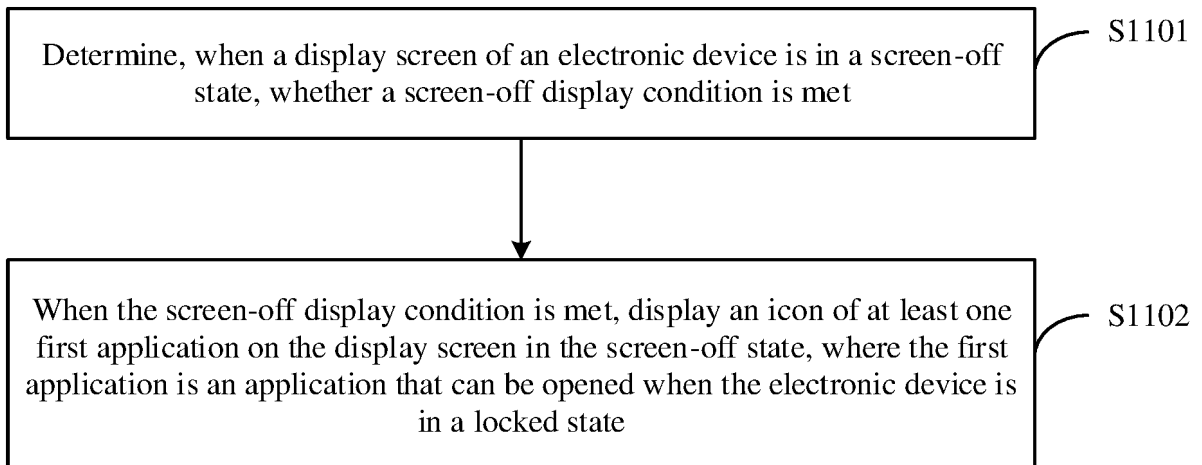 Determine, when a display screen of an electronic device is in a screen-off
state, whether a screen-off display condition is met
S1101
When the screen-off display condition is met, display an icon of at least one
first application on the display screen in the screen-off state, where the first
application is an application that can be opened when the electronic device is
in a locked state
S1102